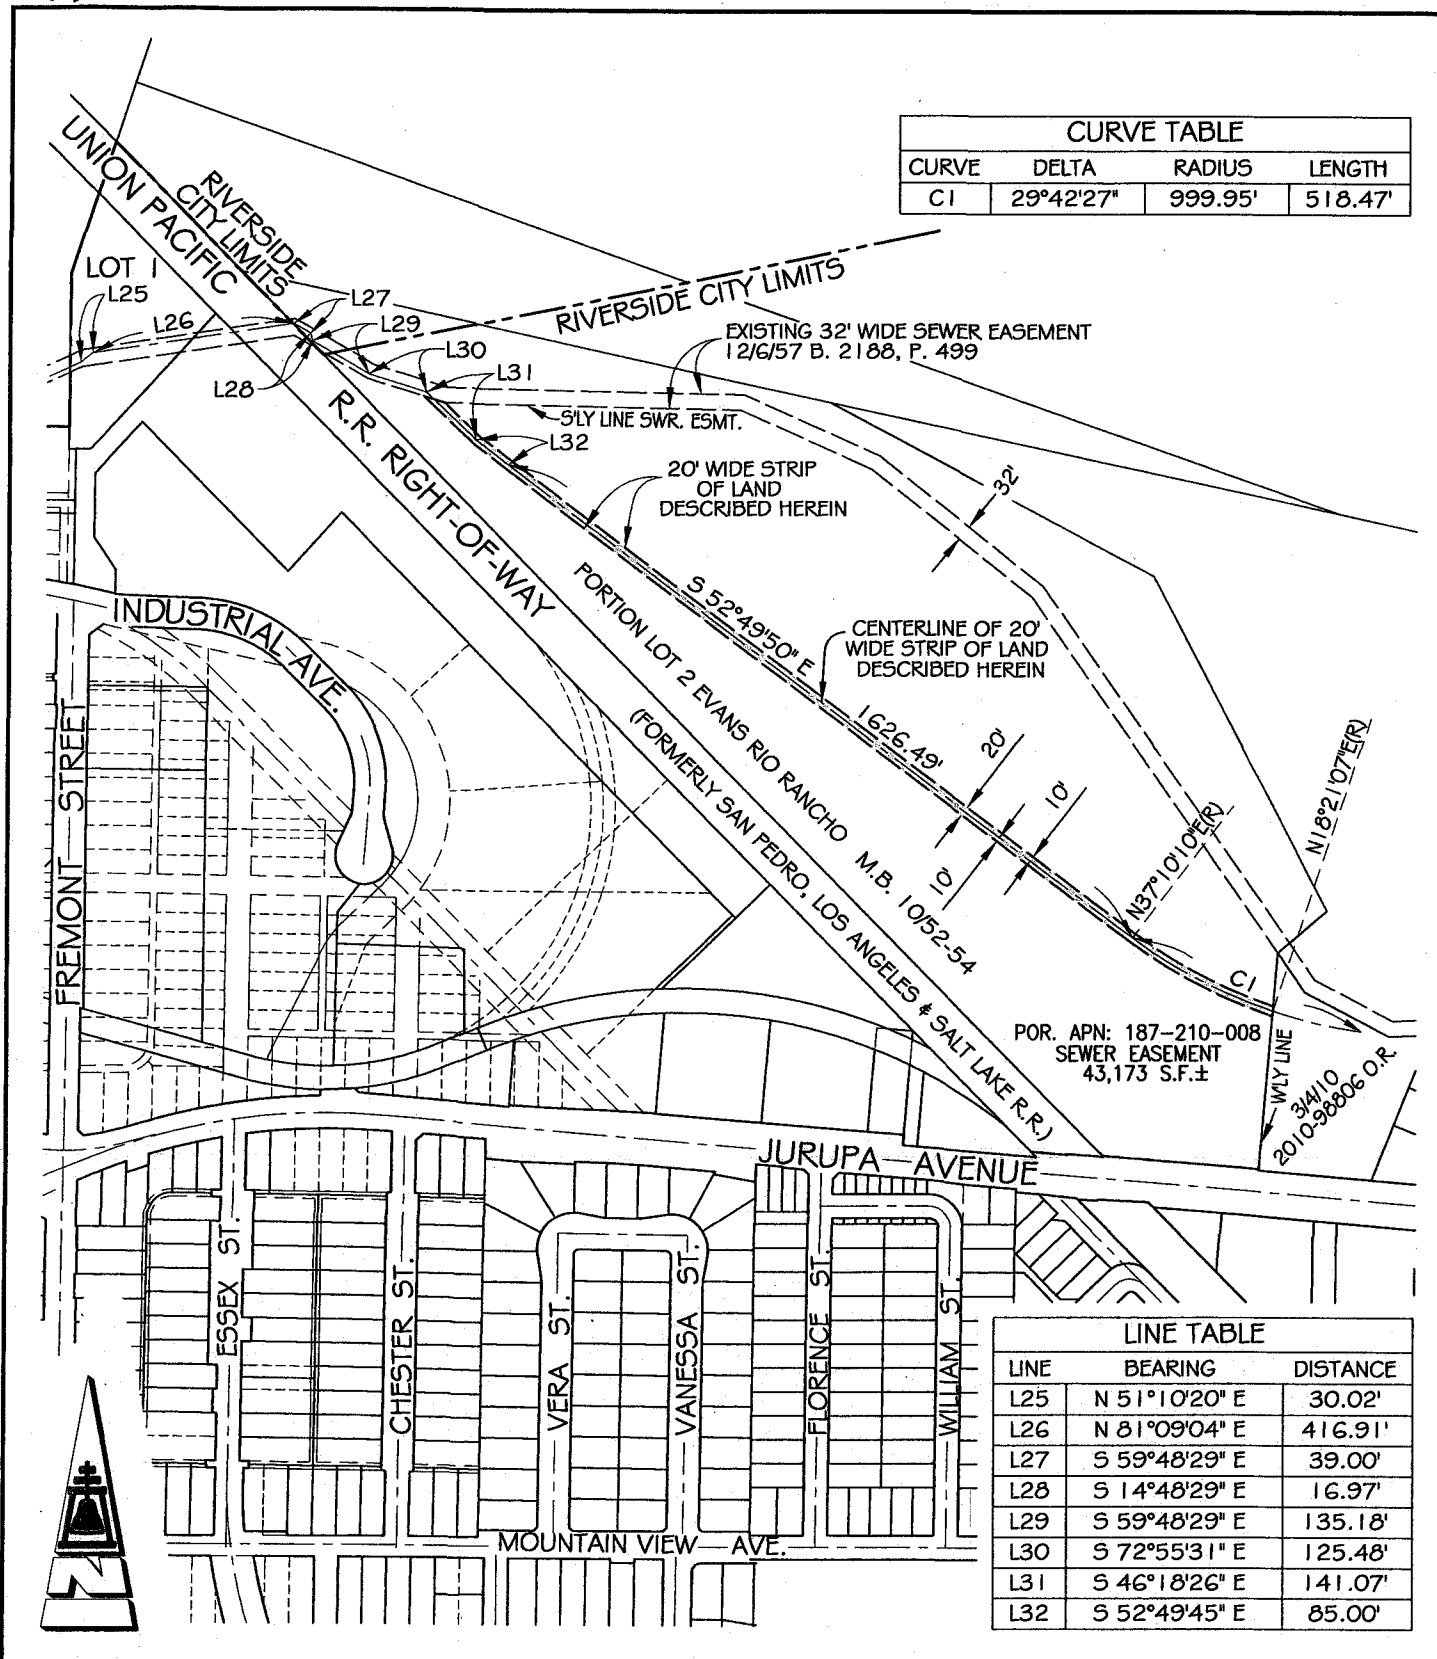 CURVE TABLE
CURVE DELTA RADIUS LENGTH
C1 29°42'27" 999.95' 518.47'
UNION PACIFIC
RIVERSIDE
CITY LIMITS
LOT 1
L25
L26
L27
L28
L29
L30
L31
L32
RIVERSIDE CITY LIMITS
EXISTING 32' WIDE SEWER EASEMENT
12/6/57 B. 2188, P. 499
S'LY LINE SWR. ESMT.
R.R. RIGHT-OF-WAY
20' WIDE STRIP
OF LAND
DESCRIBED HEREIN
32'
PORTION LOT 2 EVANS RIO RANCHO M.B. 10/52-54
S 52°49'50" E
1626.49'
CENTERLINE OF 20'
WIDE STRIP OF LAND
DESCRIBED HEREIN
(FORMERLY SAN PEDRO, LOS ANGELES & SALT LAKE R.R.)
20'
10'
10'
N37°10'10"E(R)
N18°21'07"E(R)
C1
INDUSTRIAL AVE.
FREMONT STREET
POR. APN: 187-210-008
SEWER EASEMENT
43,173 S.F.±
W'LY LINE
3/4/10
2010-98806 O.R.
JURUPA AVENUE
ESSEX ST.
CHESTER ST.
VERA ST.
VANESSA ST.
FLORENCE ST.
WILLIAM ST.
MOUNTAIN VIEW AVE.
LINE TABLE
LINE BEARING DISTANCE
L25 N 51°10'20" E 30.02'
L26 N 81°09'04" E 416.91'
L27 S 59°48'29" E 39.00'
L28 S 14°48'29" E 16.97'
L29 S 59°48'29" E 135.18'
L30 S 72°55'31" E 125.48'
L31 S 46°18'26" E 141.07'
L32 S 52°49'45" E 85.00'
N